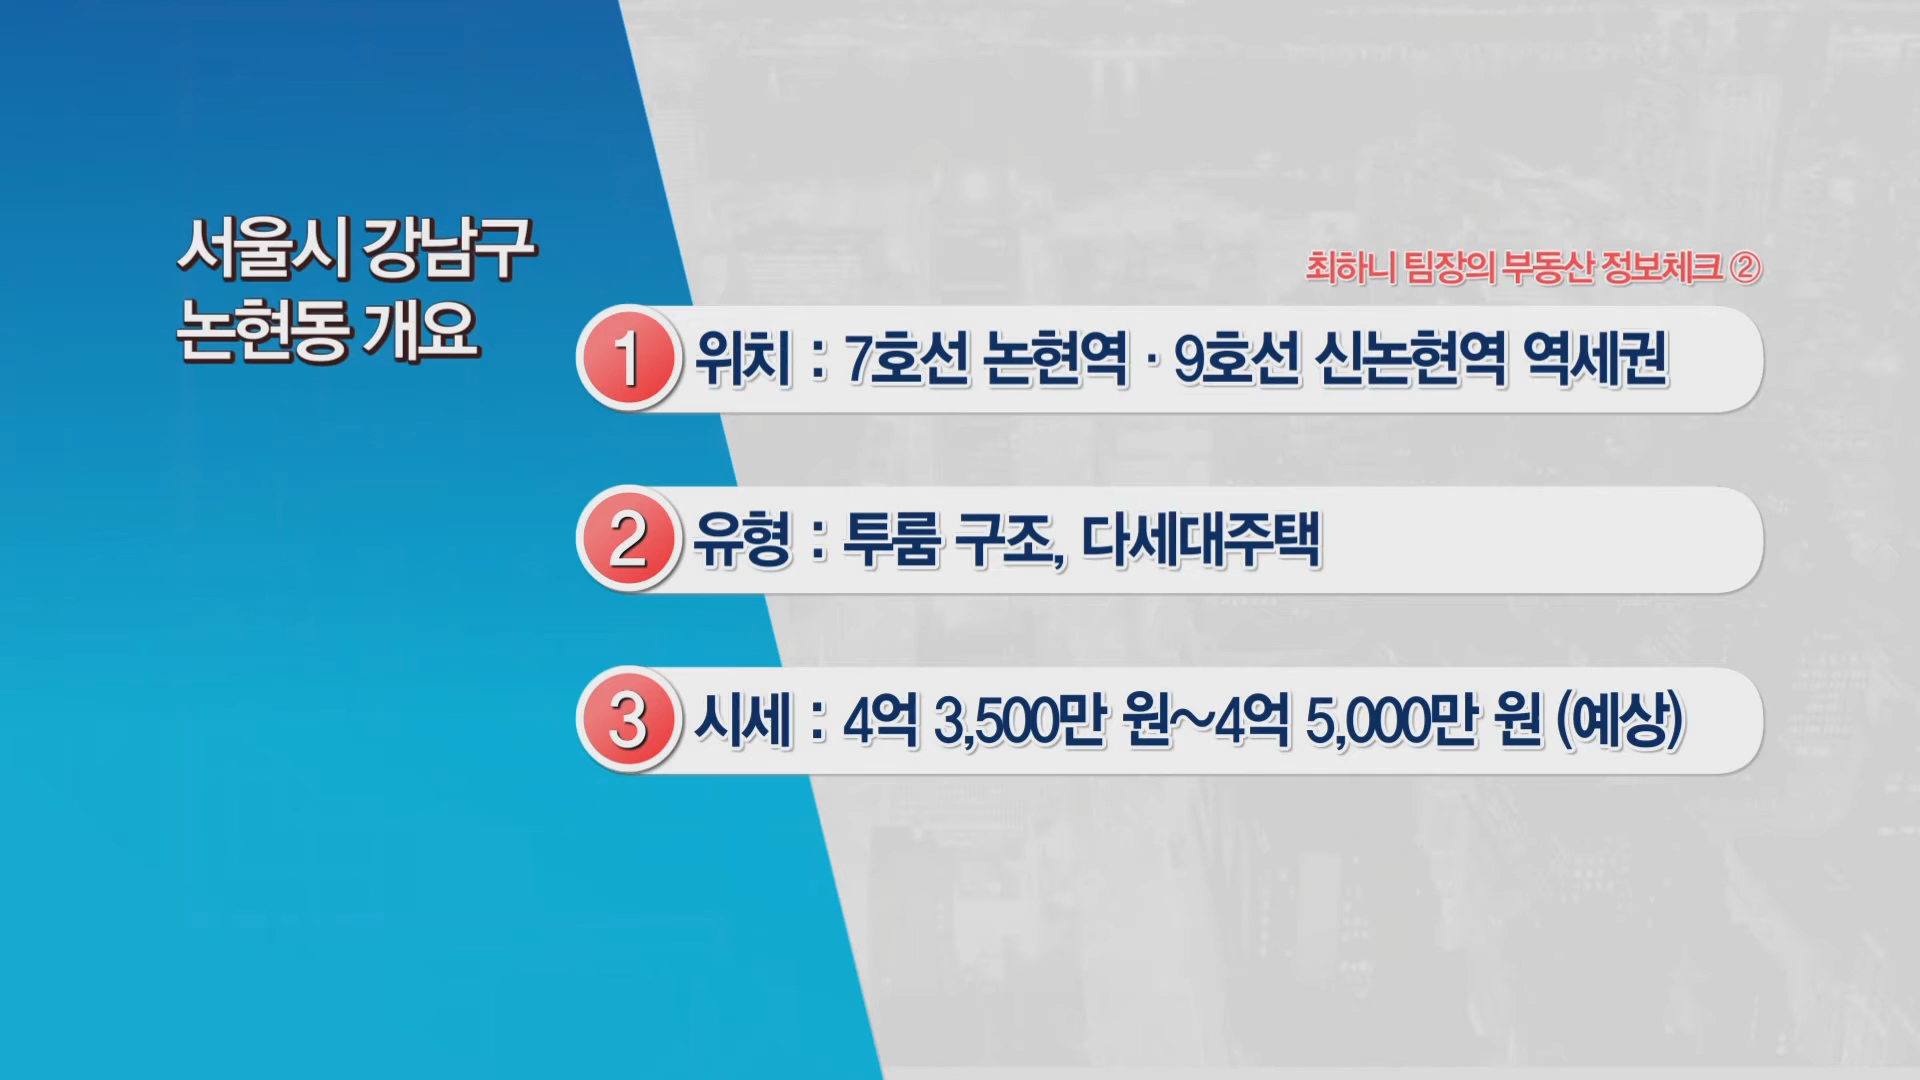 서울시 강남구
논현동 개요
최하니 팀장의 부동산 정보체크 ②
1 위치 : 7호선 논현역 · 9호선 신논현역 역세권
2 유형 : 투룸 구조, 다세대주택
3 시세 : 4억 3,500만 원~4억 5,000만 원 (예상)